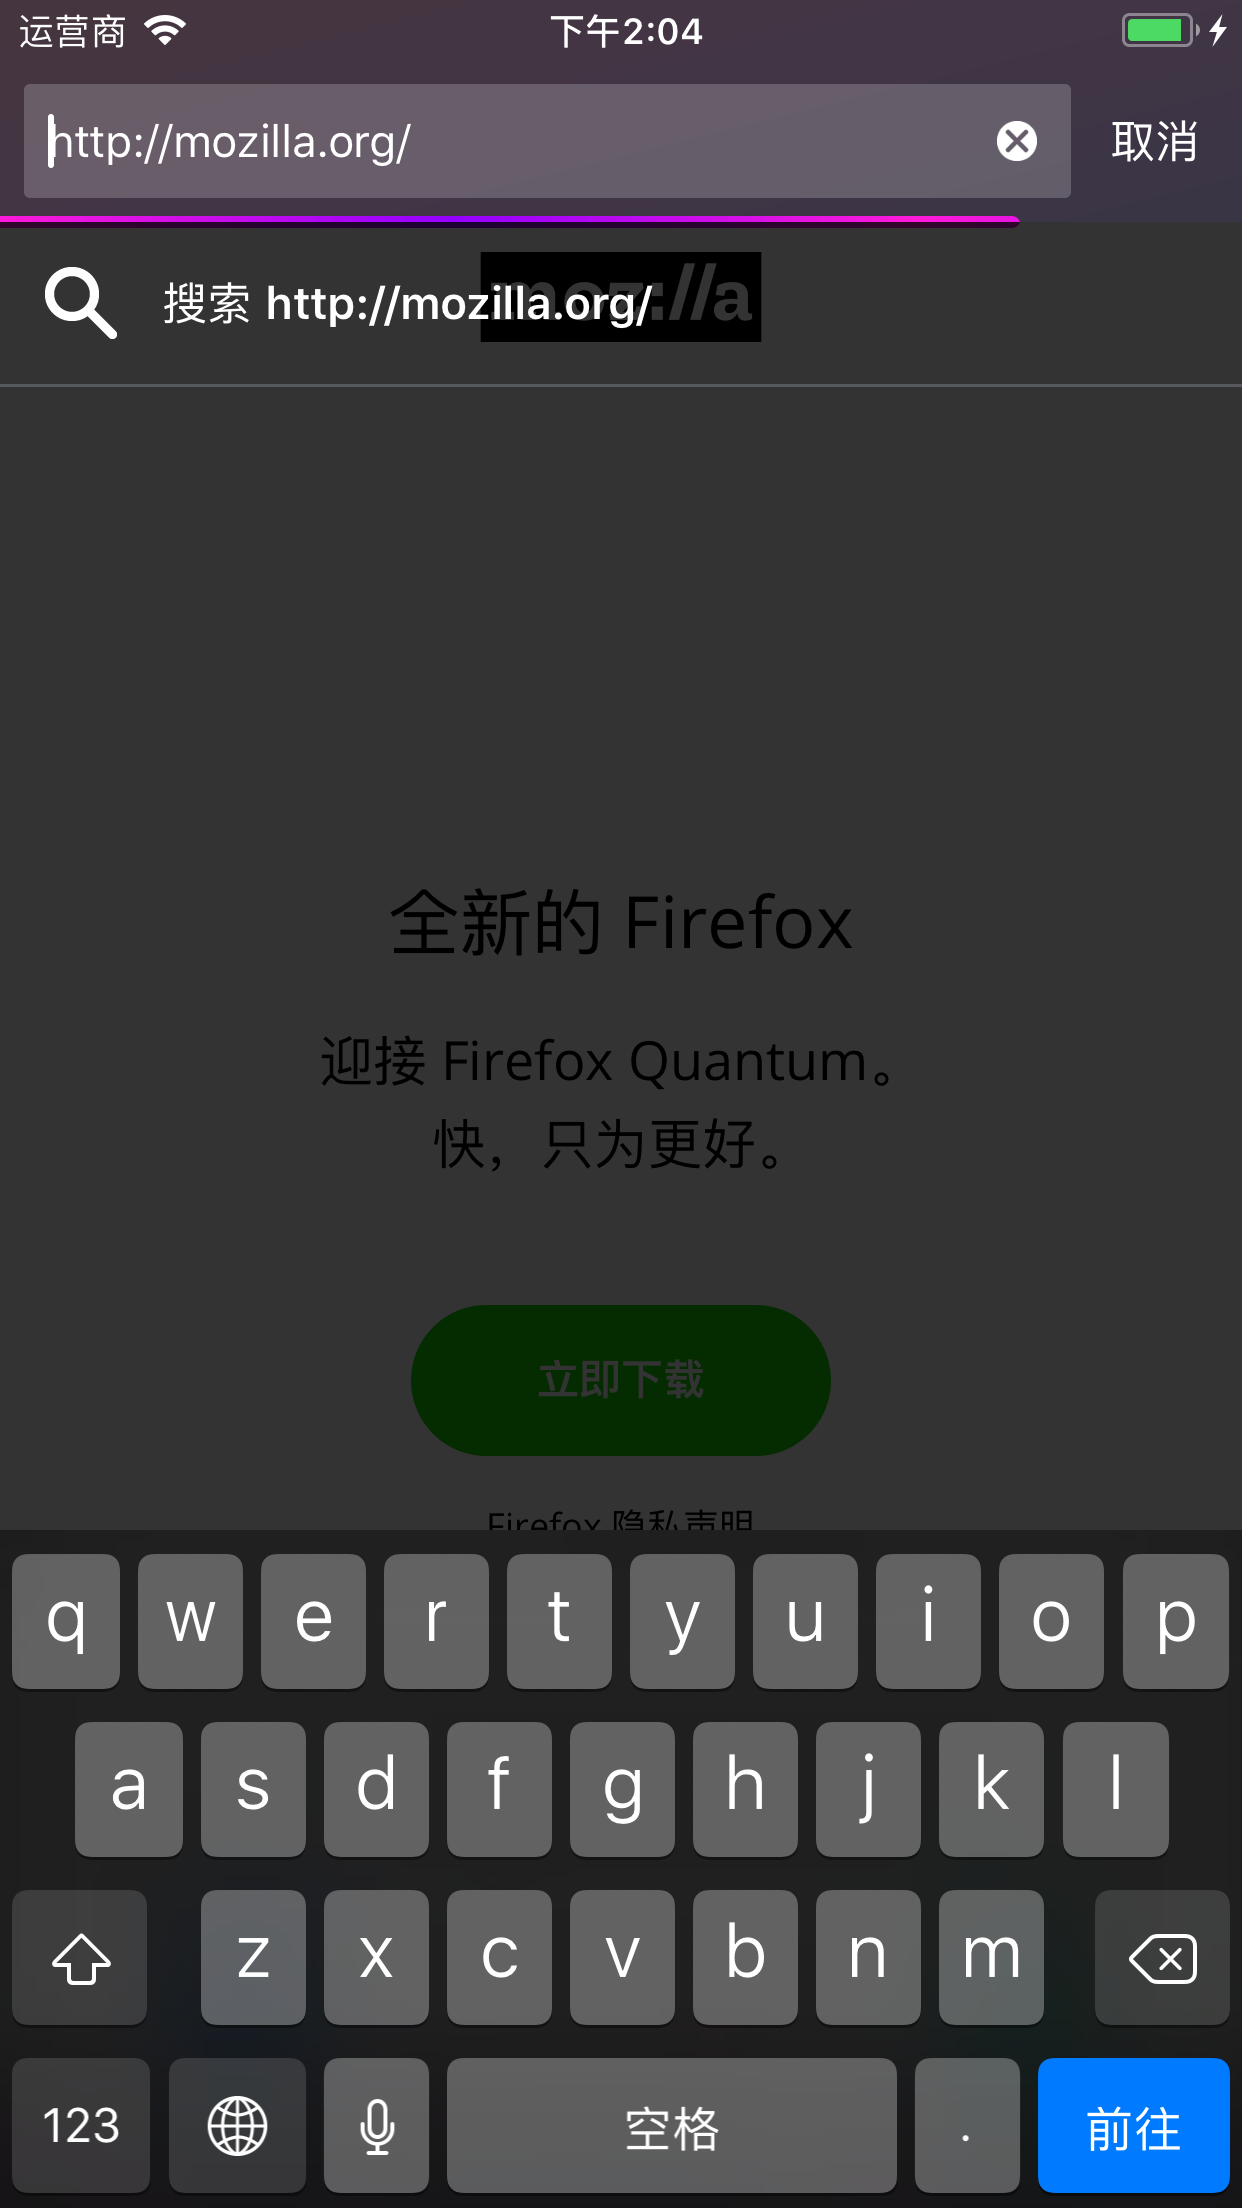 运营商 下午2:04
http://mozilla.org/ 取消
搜索 http://mozilla.org/
moz://a
全新的 Firefox
迎接 Firefox Quantum。
快，只为更好。
立即下载
Firefox 隐私声明
q w e r t y u i o p
a s d f g h j k l
z x c v b n m
123 空格 . 前往